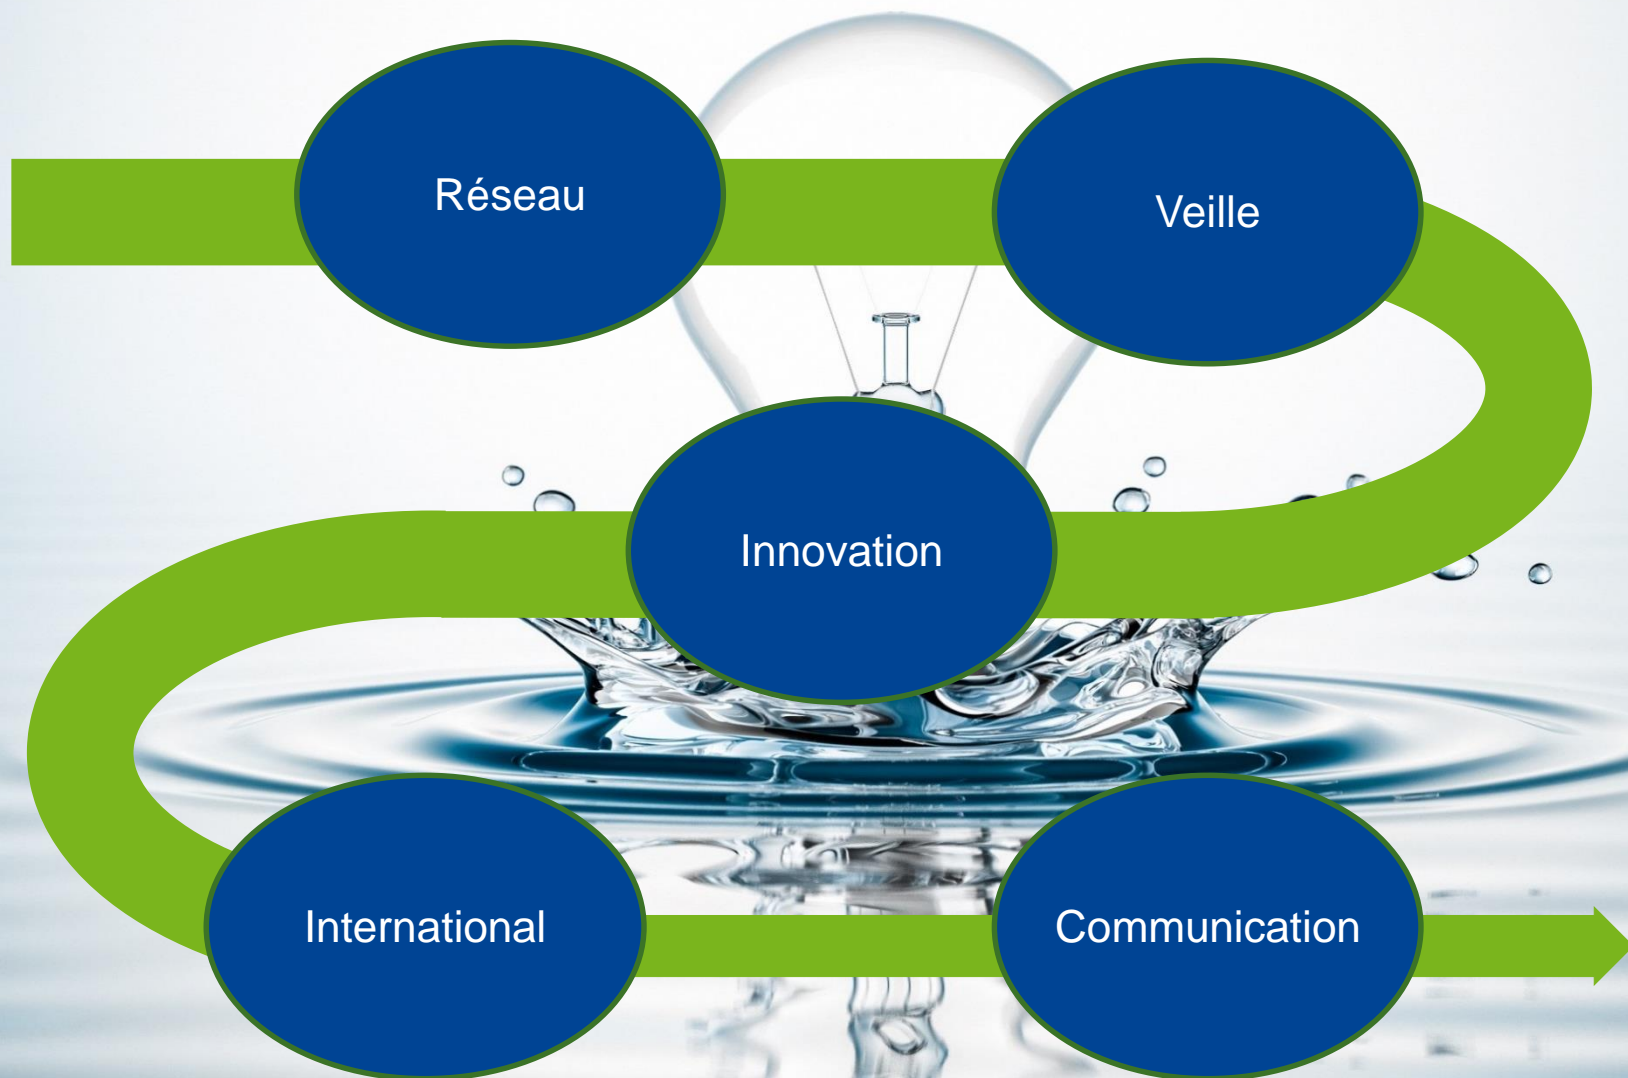 Réseau
Veille
Innovation
International
Communication